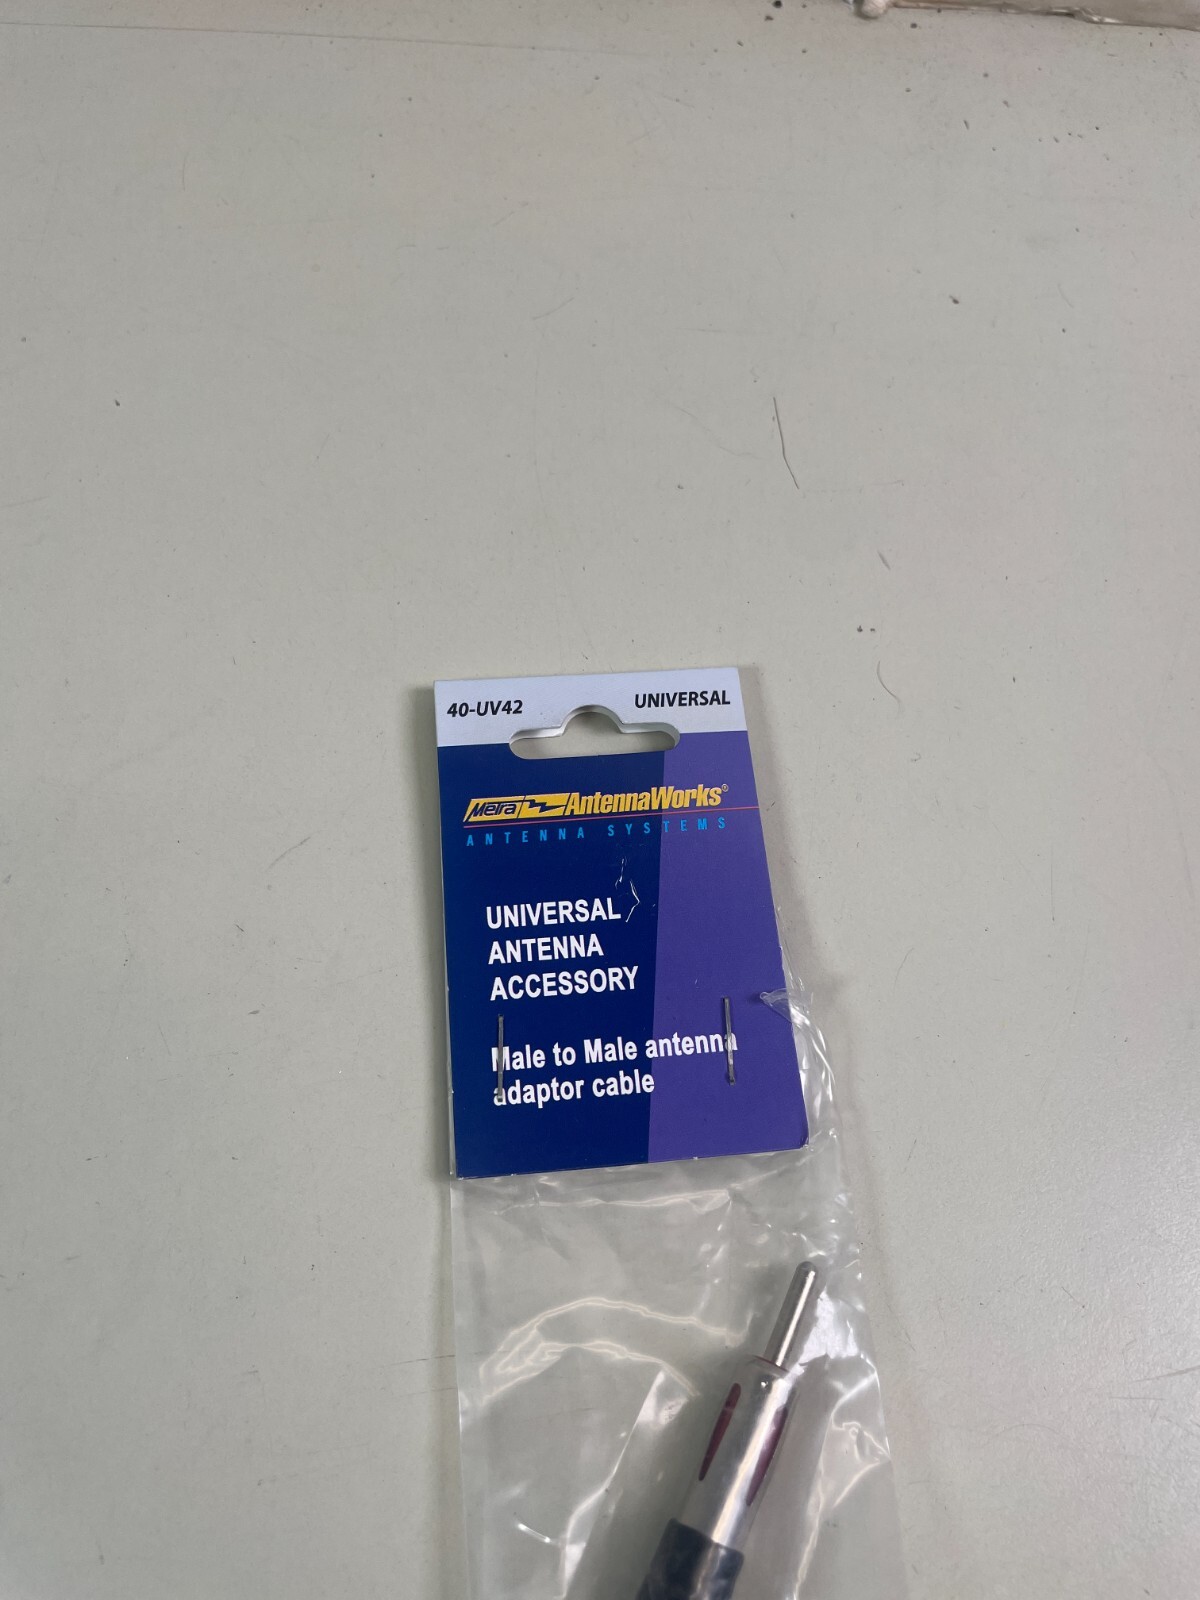 40-UV42 UNIVERSAL
Metra AntennaWorks®
ANTENNA SYSTEMS
UNIVERSAL
ANTENNA
ACCESSORY
Male to Male antenna
adaptor cable